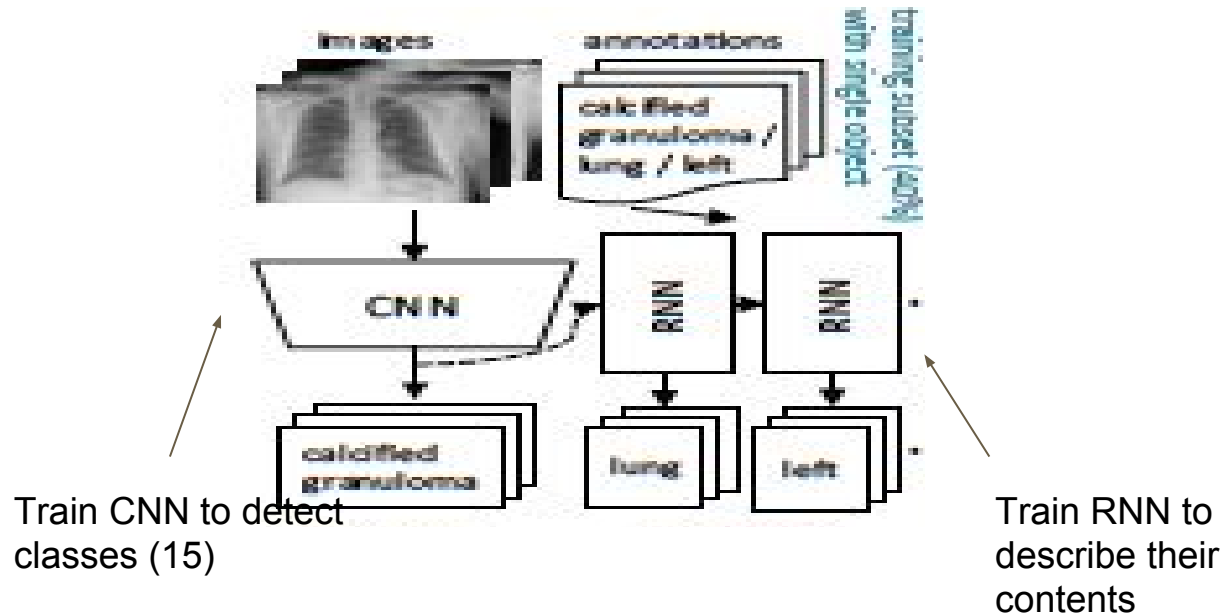 images
annotations
training subset (40%)
with single object
calcified
granuloma /
lung / left
CNN
RNN
RNN
calcified
granuloma
lung
left
Train CNN to detect
classes (15)
Train RNN to
describe their
contents